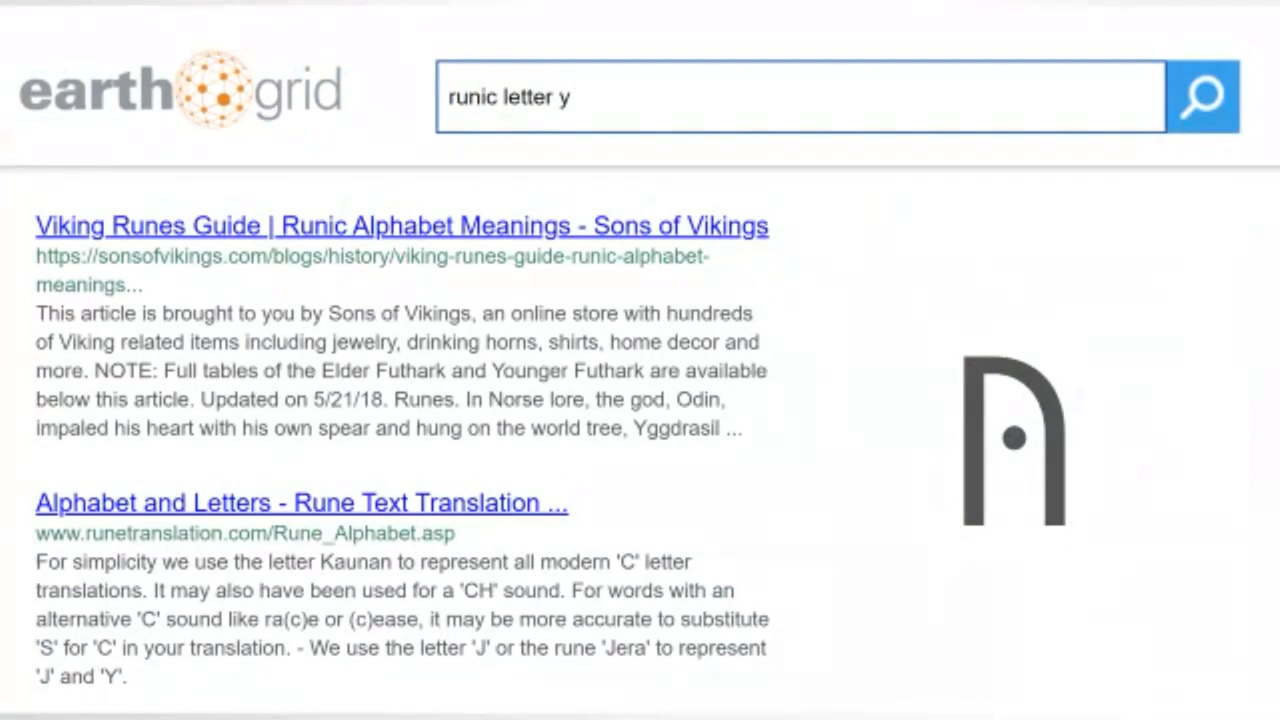 earth grid
runic letter y
Viking Runes Guide | Runic Alphabet Meanings - Sons of Vikings
https://sonsofvikings.com/blogs/history/viking-runes-guide-runic-alphabet-
meanings...
This article is brought to you by Sons of Vikings, an online store with hundreds
of Viking related items including jewelry, drinking horns, shirts, home decor and
more. NOTE: Full tables of the Elder Futhark and Younger Futhark are available
below this article. Updated on 5/21/18. Runes. In Norse lore, the god, Odin,
impaled his heart with his own spear and hung on the world tree, Yggdrasil ...
ᚤ
Alphabet and Letters - Rune Text Translation ...
www.runetranslation.com/Rune_Alphabet.asp
For simplicity we use the letter Kaunan to represent all modern 'C' letter
translations. It may also have been used for a 'CH' sound. For words with an
alternative 'C' sound like ra(c)e or (c)ease, it may be more accurate to substitute
'S' for 'C' in your translation. - We use the letter 'J' or the rune 'Jera' to represent
'J' and 'Y'.